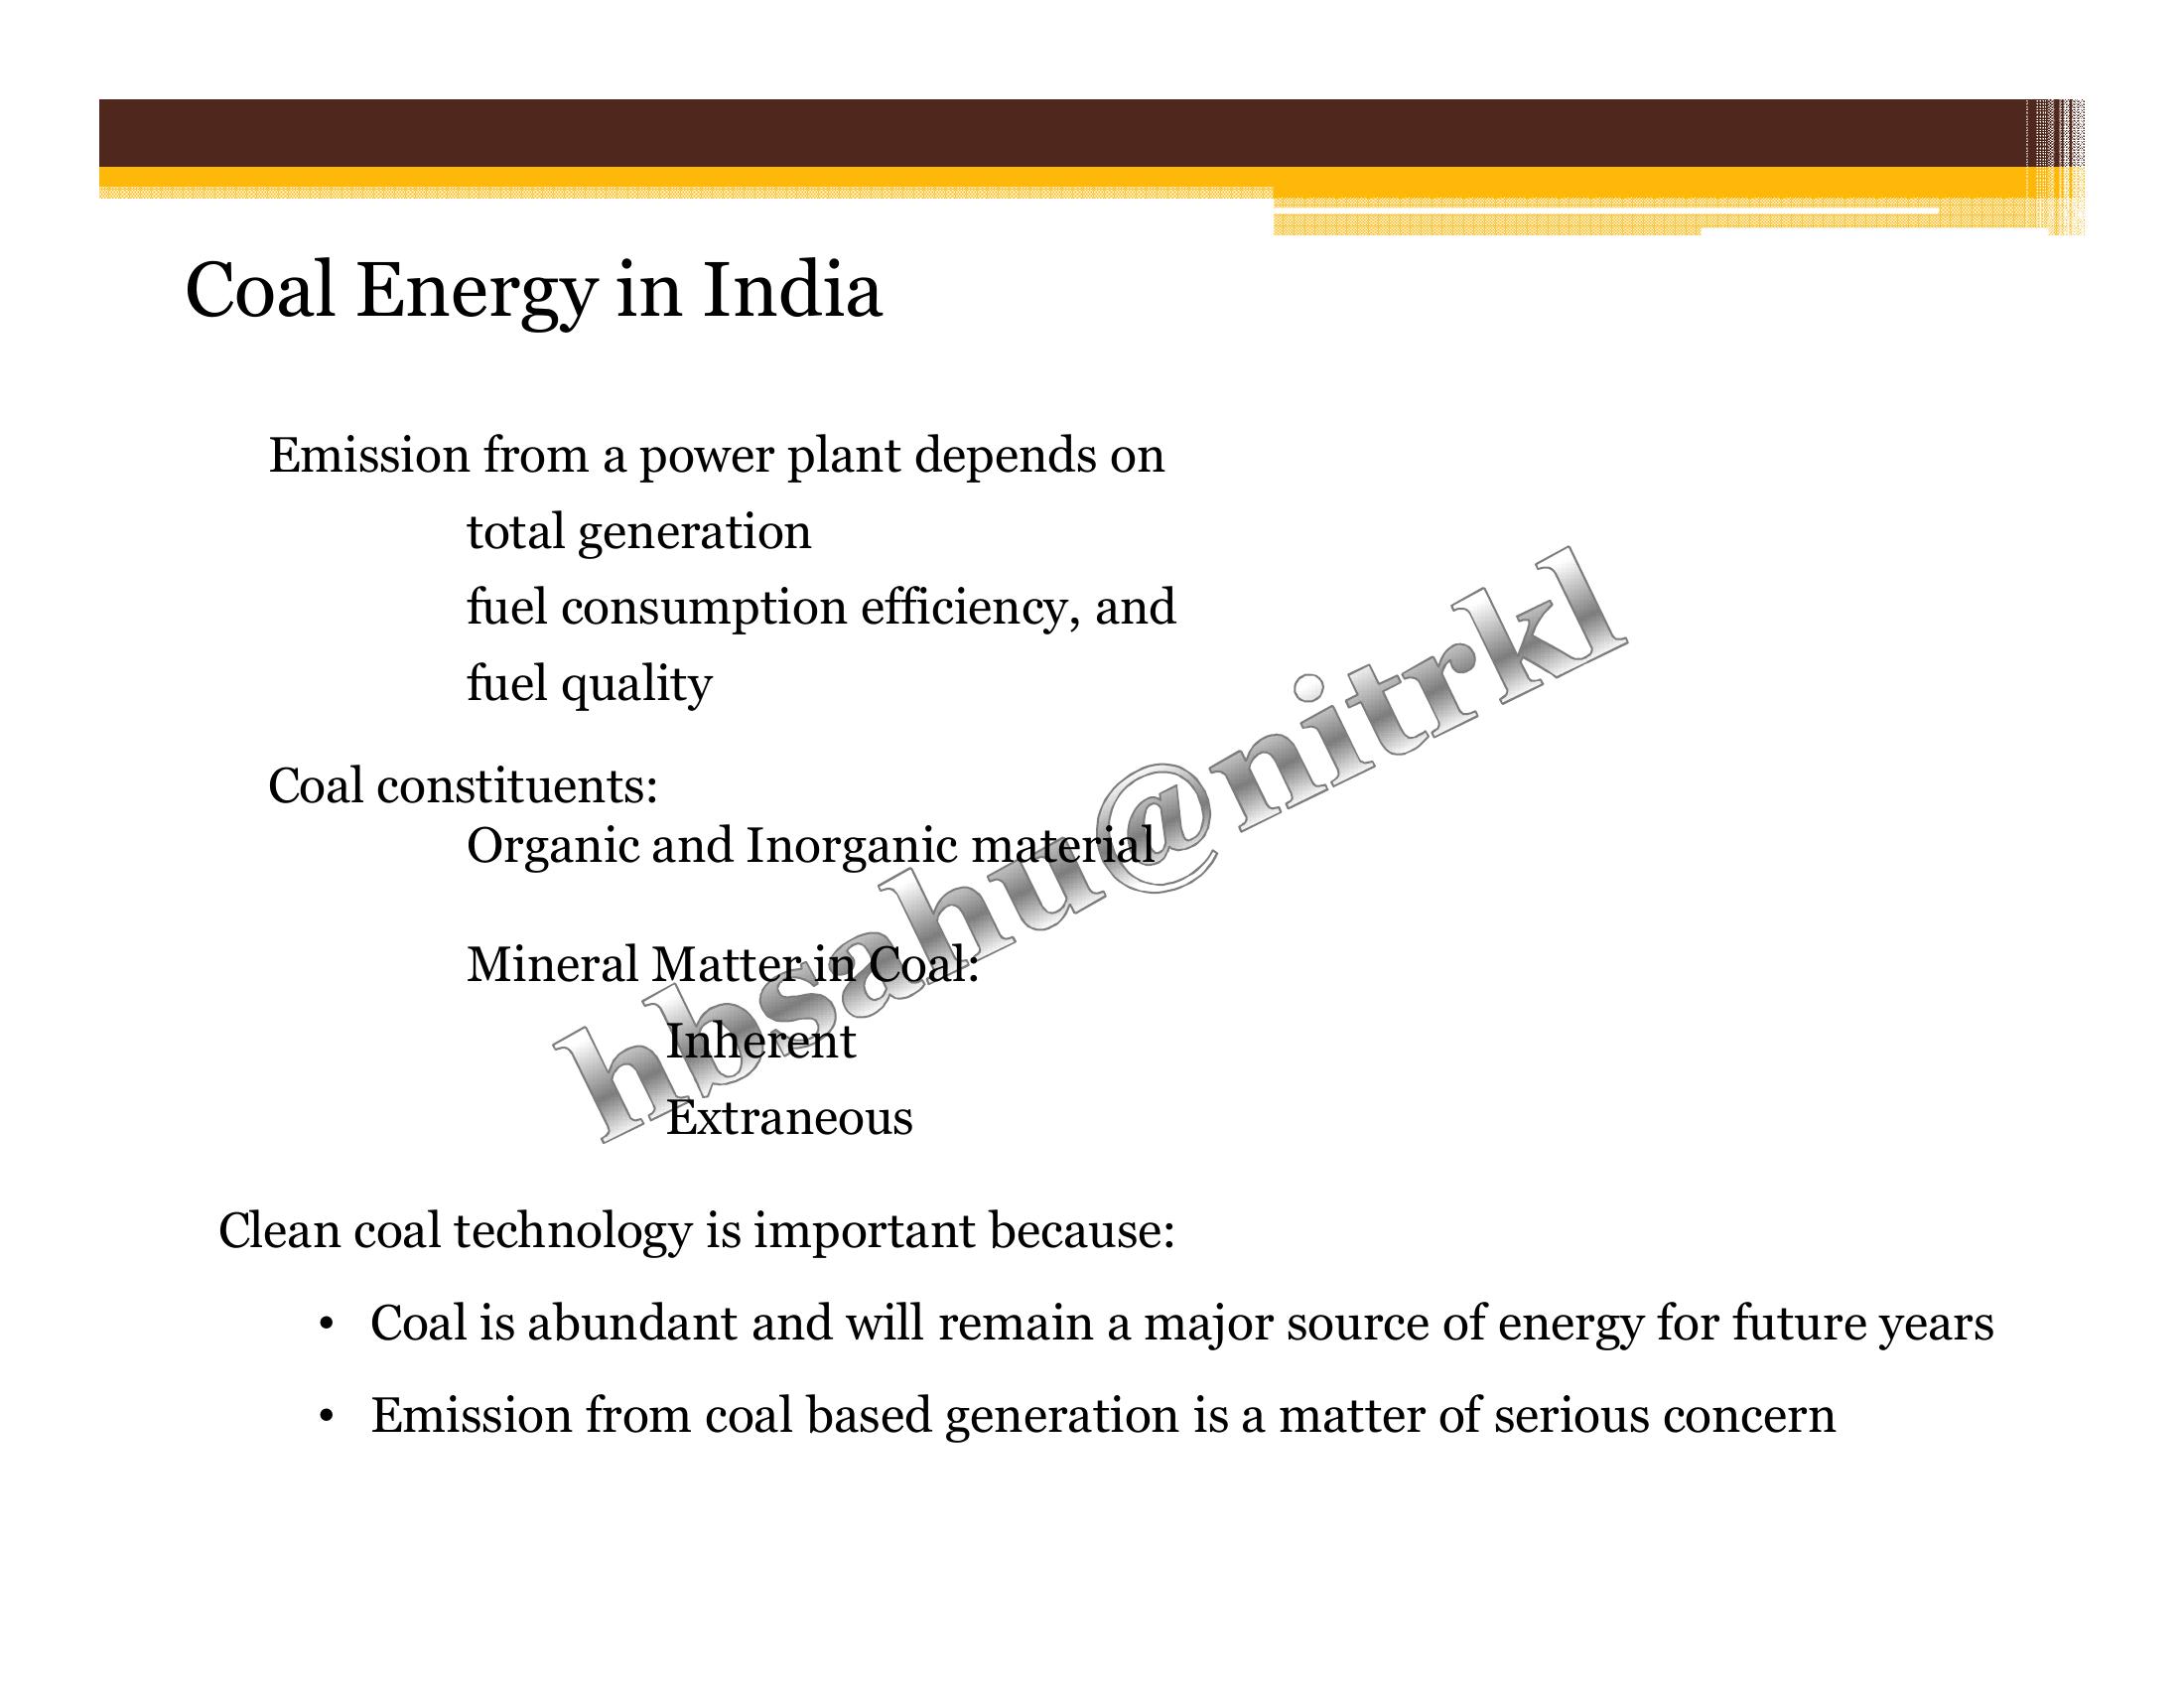 Coal Energy in India
Emission from a power plant depends on
total generation
fuel consumption efficiency, and
fuel quality
Coal constituents:
Organic and Inorganic material
Mineral Matter in Coal:
Inherent
Extraneous
hbsahu@nitrkl
Clean coal technology is important because:
• Coal is abundant and will remain a major source of energy for future years
• Emission from coal based generation is a matter of serious concern